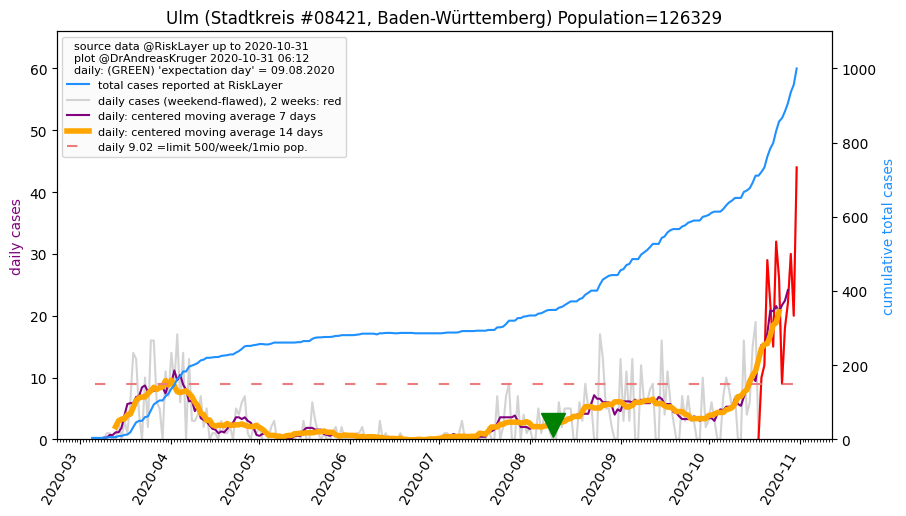 Ulm (Stadtkreis #08421, Baden-Württemberg) Population=126329
source data @RiskLayer up to 2020-10-31
plot @DrAndreasKruger 2020-10-31 06:12
daily: (GREEN) 'expectation day' = 09.08.2020
total cases reported at RiskLayer
daily cases (weekend-flawed), 2 weeks: red
daily: centered moving average 7 days
daily: centered moving average 14 days
daily 9.02 =limit 500/week/1mio pop.
daily cases
60
50
40
30
20
10
0
cumulative total cases
1000
800
600
400
200
0
2020-03
2020-04
2020-05
2020-06
2020-07
2020-08
2020-09
2020-10
2020-11